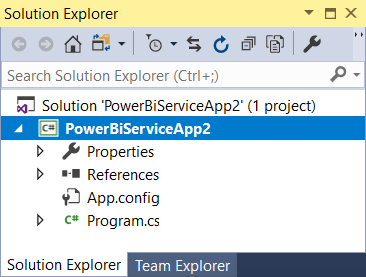 Solution Explorer
Search Solution Explorer (Ctrl+;)
Solution 'PowerBiServiceApp2' (1 project)
C# PowerBiServiceApp2
Properties
References
App.config
C# Program.cs
Solution Explorer Team Explorer